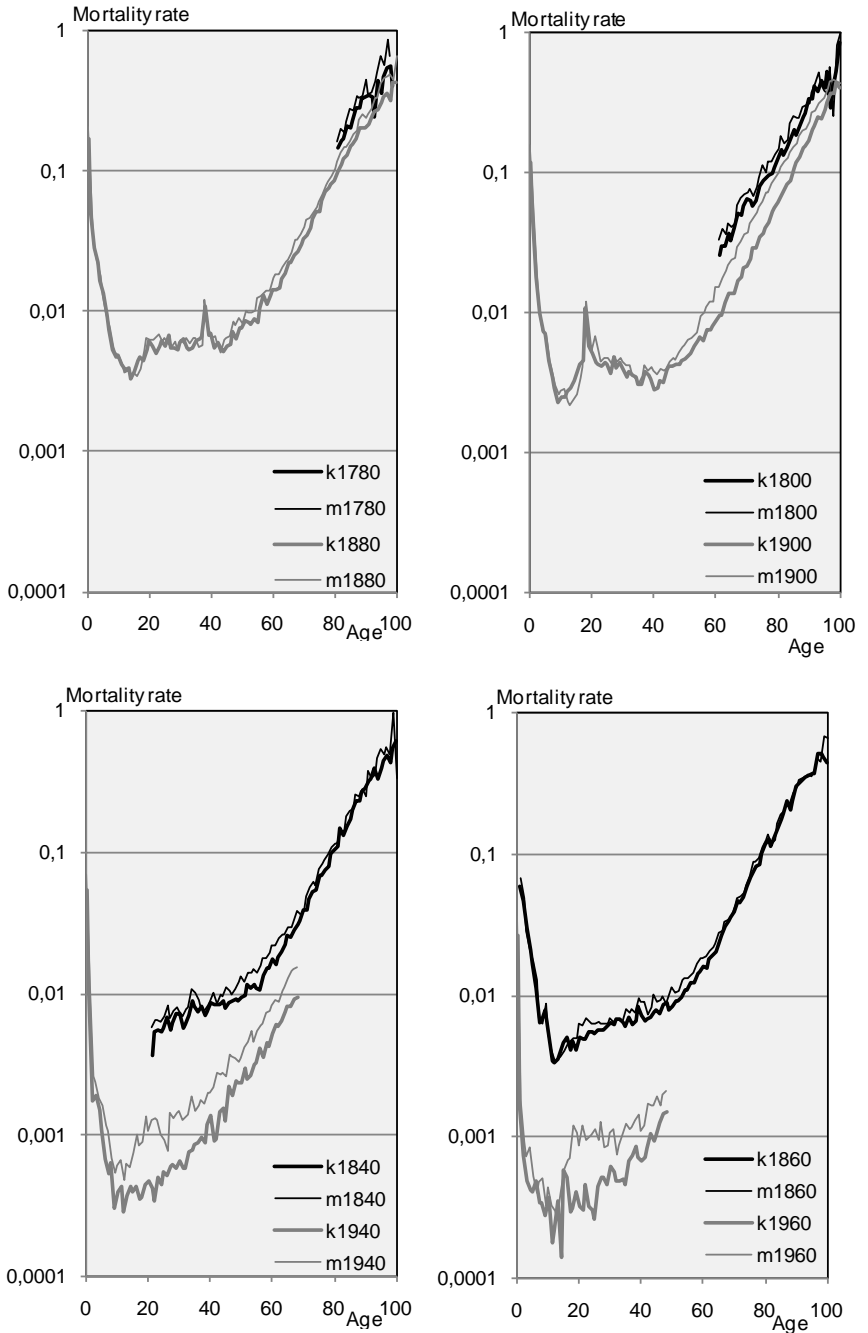 Mortality rate
1
0,1
0,01
0,001
0,0001
0 20 40 60 80 100
Age
k1780
m1780
k1880
m1880
Mortality rate
1
0,1
0,01
0,001
0,0001
0 20 40 60 80 100
Age
k1800
m1800
k1900
m1900
Mortality rate
1
0,1
0,01
0,001
0,0001
0 20 40 60 80 100
Age
k1840
m1840
k1940
m1940
Mortality rate
1
0,1
0,01
0,001
0,0001
0 20 40 60 80 100
Age
k1860
m1860
k1960
m1960